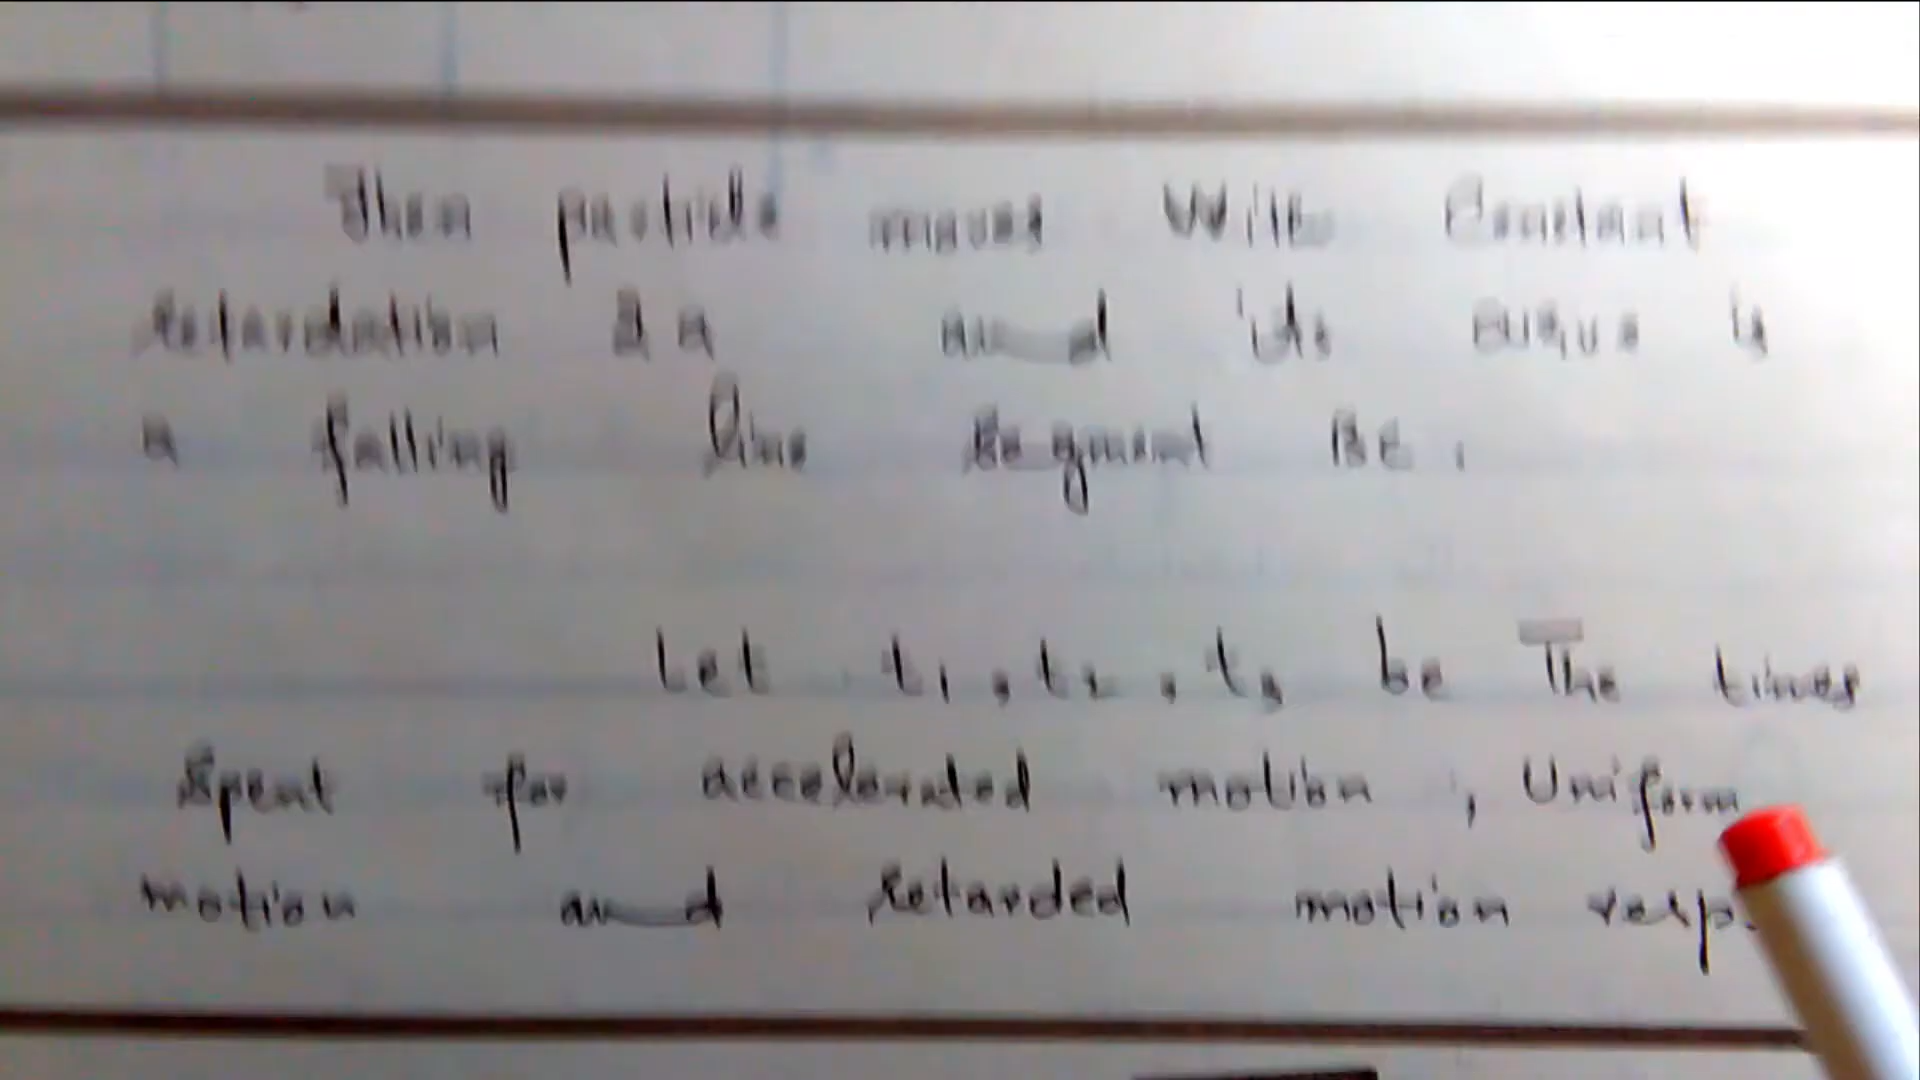 Then particle moves With Constant
retardation 2a and its curve is
a falling line segment BC.
Let t₁, t₂, t₃ be The times
Spent for accelerated motion, Uniform
motion and retarded motion resp.